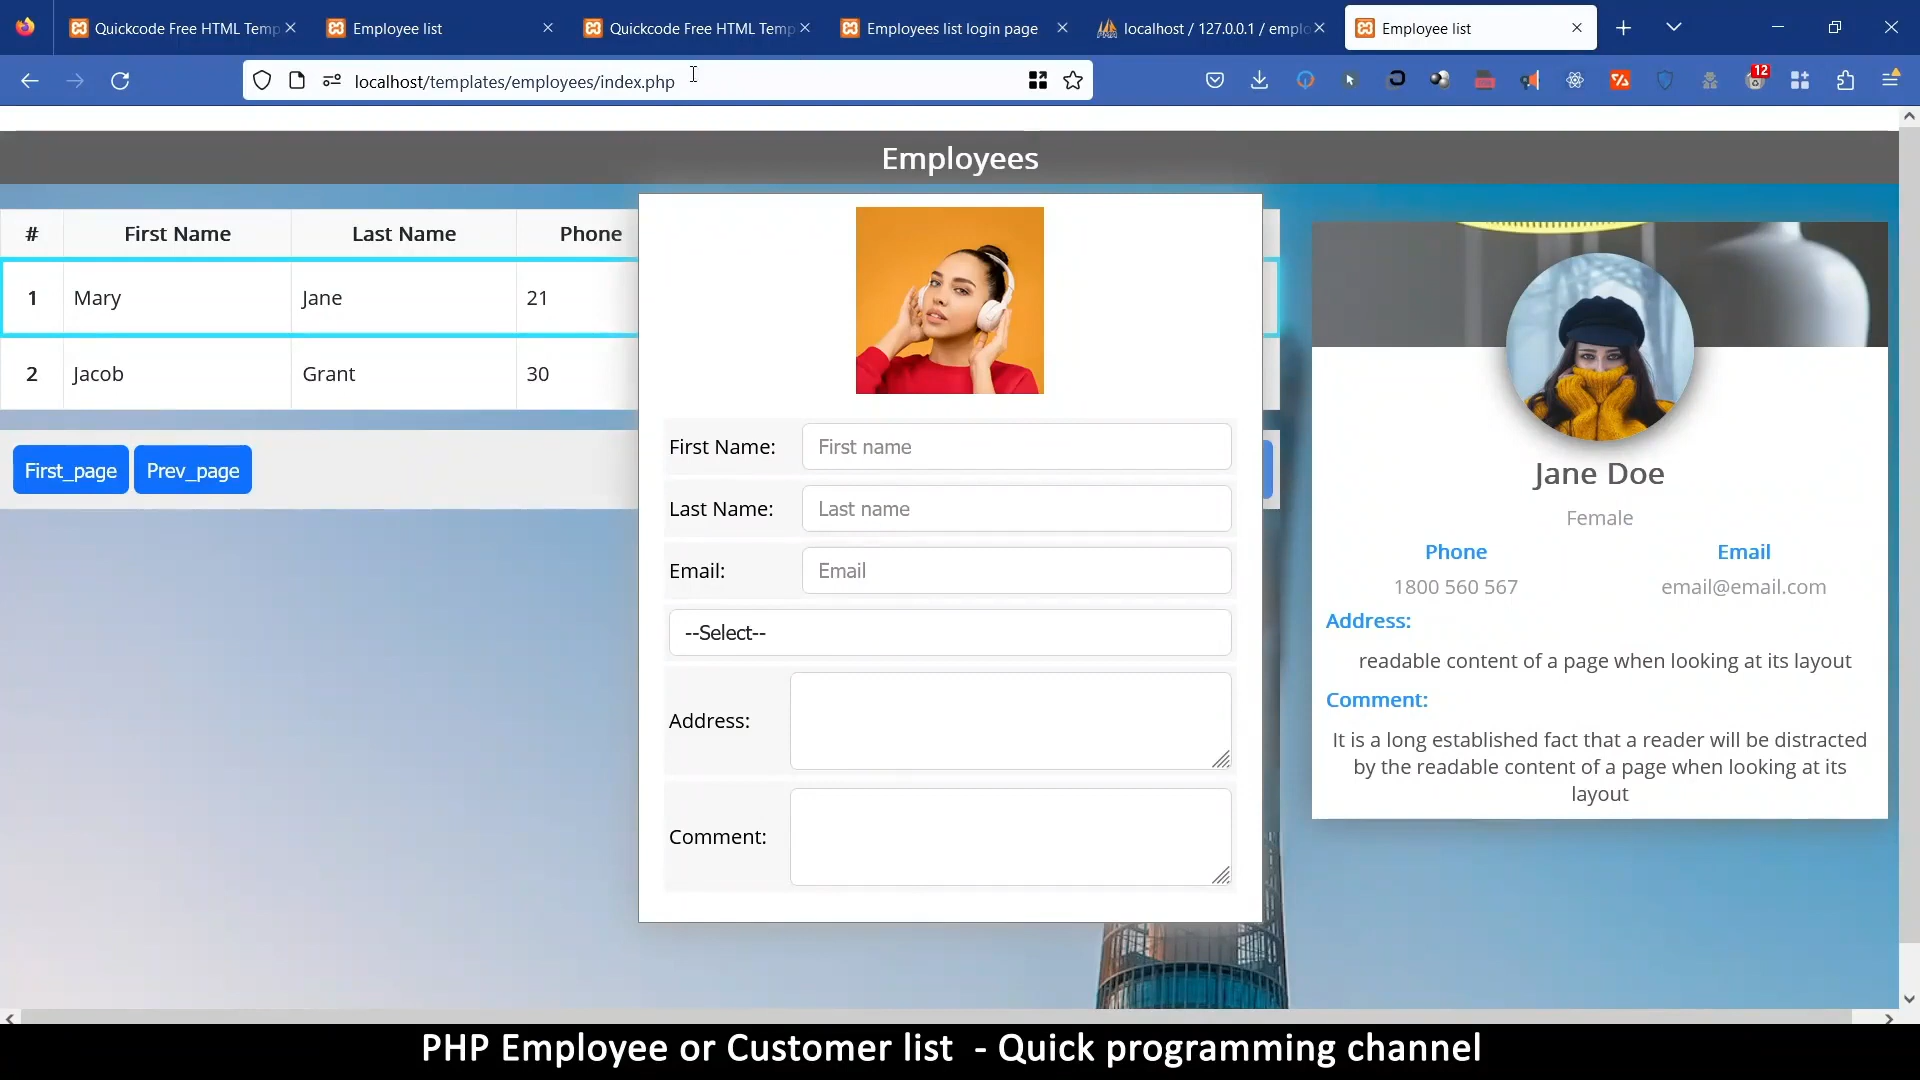 Quickcode Free HTML Temp
Employee list
Quickcode Free HTML Temp
Employees list login page
localhost / 127.0.0.1 / emplo
Employee list
localhost/templates/employees/index.php
12
Employees
# First Name Last Name Phone
1 Mary Jane 21
2 Jacob Grant 30
First_page Prev_page
First Name: First name
Last Name: Last name
Email: Email
--Select--
Address:
Comment:
Jane Doe
Female
Phone Email
1800 560 567 email@email.com
Address:
readable content of a page when looking at its layout
Comment:
It is a long established fact that a reader will be distracted
by the readable content of a page when looking at its
layout
PHP Employee or Customer list - Quick programming channel